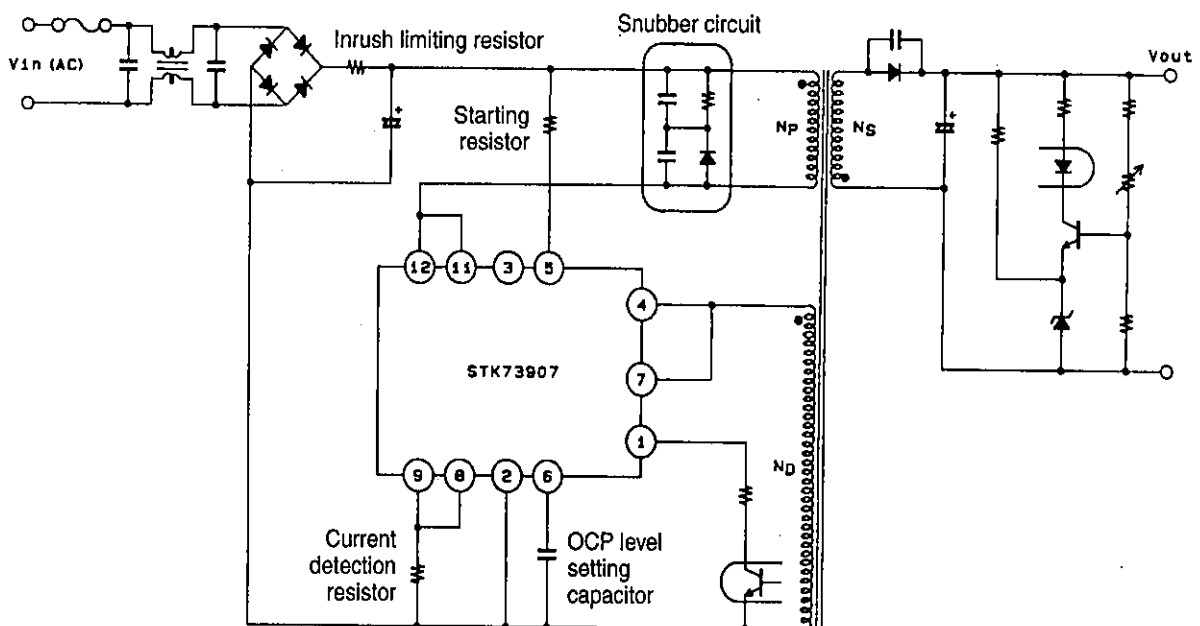 Snubber circuit
Inrush limiting resistor
Vin (AC)
Vout
Starting
resistor
NP
NS
12
11
3
5
4
STK73907
7
1
ND
9
8
2
6
Current
detection
resistor
OCP level
setting
capacitor